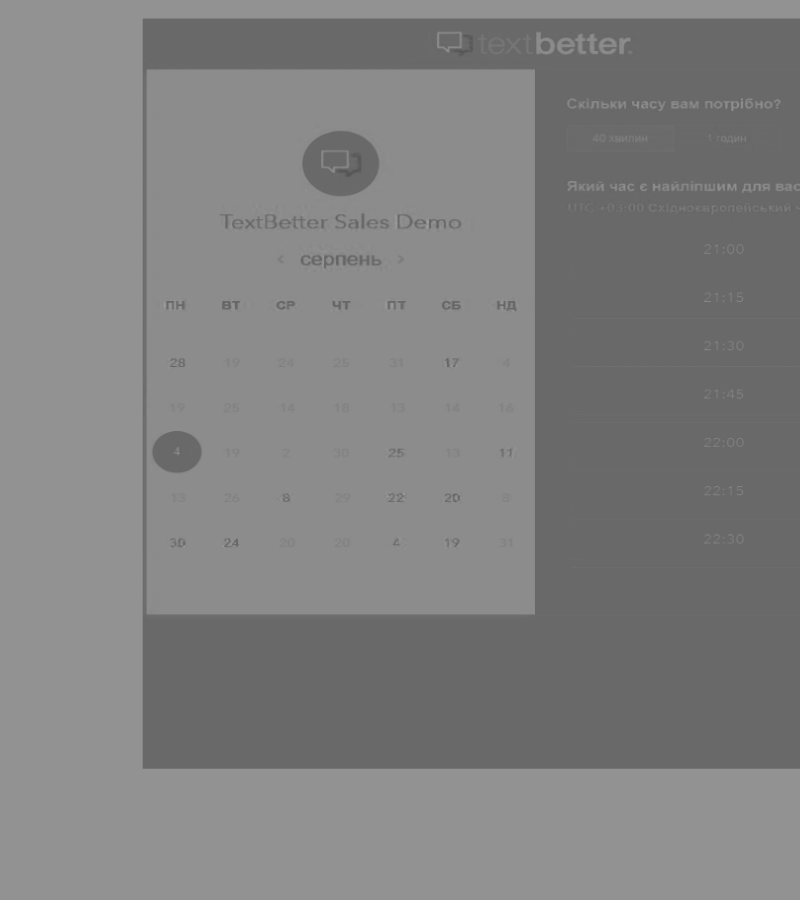 textbetter.
TextBetter Sales Demo
‹ серпень ›
ПН ВТ СР ЧТ ПТ СБ НД
28 19 24 25 31 17 4
19 25 14 16 13 14 16
4 19 2 30 25 13 11
13 26 8 29 22 20 8
30 24 20 20 4 19 31
Скільки часу вам потрібно?
40 хвилин 1 годин
Який час є найліпшим для вас
UTC +03:00 Східноєвропейський ч
21:00
21:15
21:30
21:45
22:00
22:15
22:30